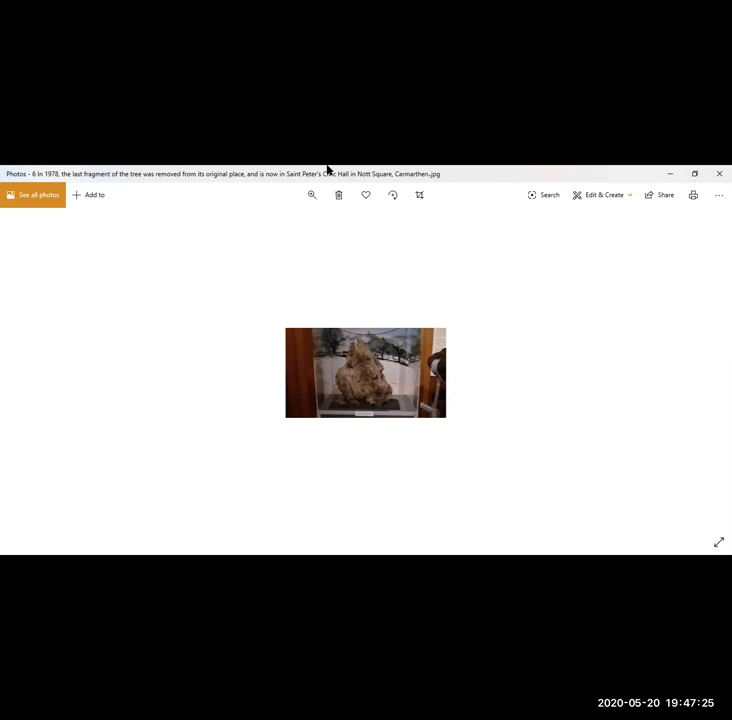 Photos - 6 In 1978, the last fragment of the tree was removed from its original place, and is now in Saint Peter's Civic Hall in Nott Square, Carmarthen..jpg
See all photos
Add to
Search
Edit & Create
Share
2020-05-20 19:47:25